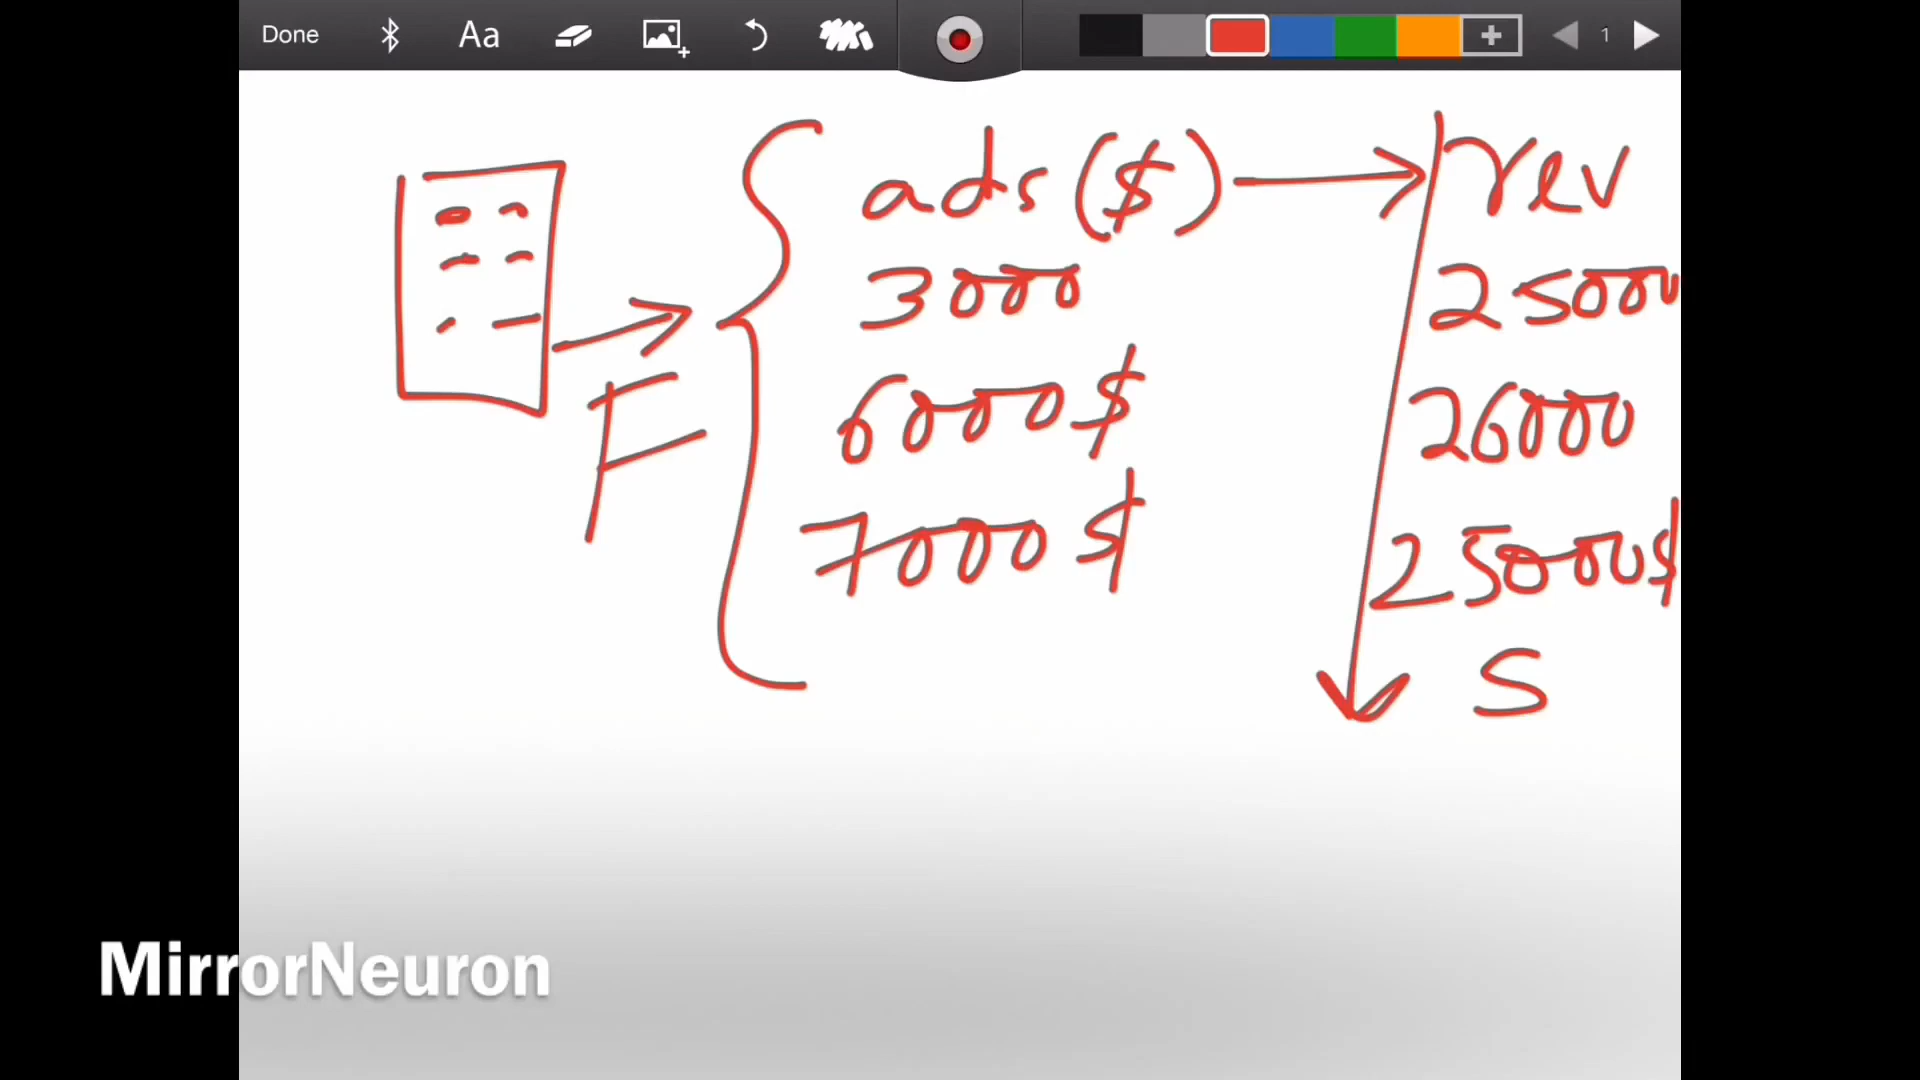 Done Aa 1
ads ($) rev
3000 25000
6000$ 26000
F
7000$ 25000$
S
MirrorNeuron